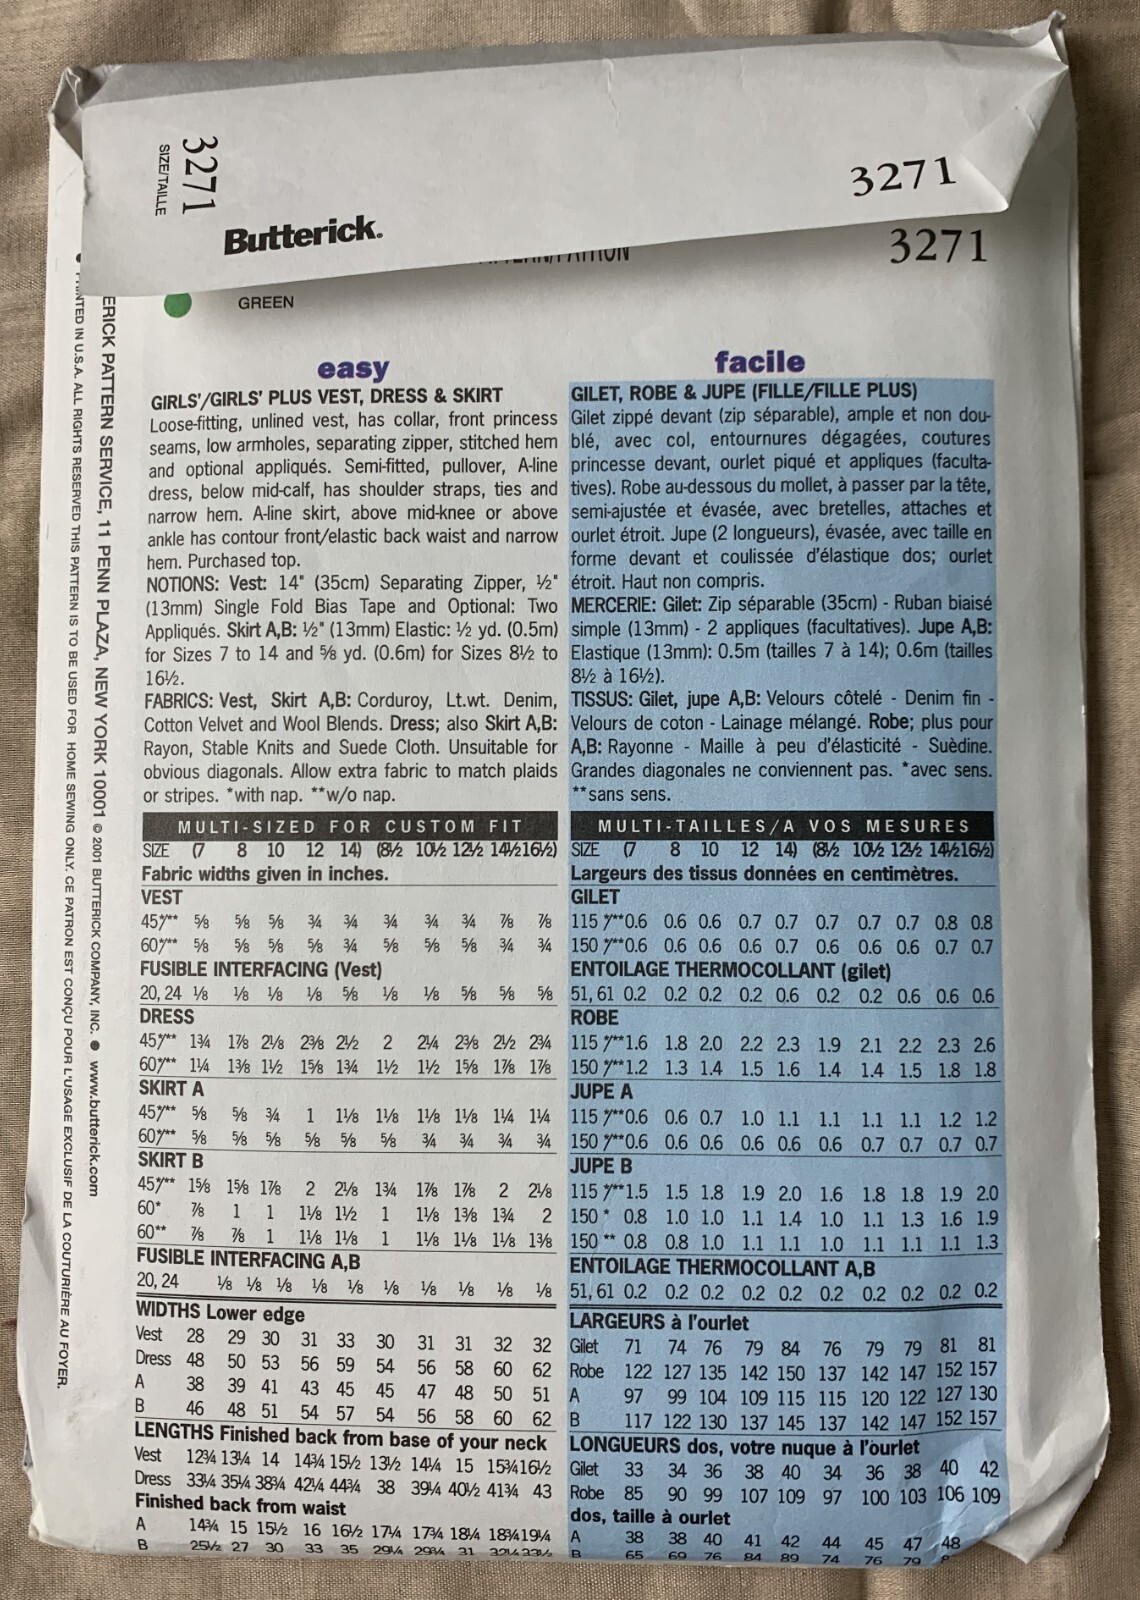 3271
SIZE/TAILLE
3271
Butterick.
3271
GREEN
ERICK PATTERN SERVICE, 11 PENN PLAZA, NEW YORK 10001 © 2001 BUTTERICK COMPANY, INC. ● www.butterick.com
IN U.S.A. ALL RIGHTS RESERVED THIS PATTERN IS TO BE USED FOR HOME SEWING ONLY. CE PATRON EST CONÇU POUR L'USAGE EXCLUSIF DE LA COUTURIÈRE AU FOYER.
easy
GIRLS'/GIRLS' PLUS VEST, DRESS & SKIRT
Loose-fitting, unlined vest, has collar, front princess
seams, low armholes, separating zipper, stitched hem
and optional appliqués. Semi-fitted, pullover, A-line
dress, below mid-calf, has shoulder straps, ties and
narrow hem. A-line skirt, above mid-knee or above
ankle has contour front/elastic back waist and narrow
hem. Purchased top.
NOTIONS: Vest: 14" (35cm) Separating Zipper, ½"
(13mm) Single Fold Bias Tape and Optional: Two
Appliqués. Skirt A,B: ½" (13mm) Elastic: ½ yd. (0.5m)
for Sizes 7 to 14 and ⅝ yd. (0.6m) for Sizes 8½ to
16½.
FABRICS: Vest, Skirt A,B: Corduroy, Lt.wt. Denim,
Cotton Velvet and Wool Blends. Dress; also Skirt A,B:
Rayon, Stable Knits and Suede Cloth. Unsuitable for
obvious diagonals. Allow extra fabric to match plaids
or stripes. *with nap. **w/o nap.
MULTI-SIZED FOR CUSTOM FIT
SIZE (7 8 10 12 14) (8½ 10½ 12½ 14½ 16½)
Fabric widths given in inches.
VEST
45*/** ⅝ ⅝ ⅝ ¾ ¾ ¾ ¾ ¾ ⅞ ⅞
60*/** ⅝ ⅝ ⅝ ⅝ ¾ ⅝ ⅝ ⅝ ¾ ¾
FUSIBLE INTERFACING (Vest)
20, 24 ⅛ ⅛ ⅛ ⅛ ⅝ ⅛ ⅛ ⅝ ⅝ ⅝
DRESS
45*/** 1¾ 1⅞ 2⅛ 2⅜ 2½ 2 2¼ 2⅜ 2½ 2¾
60*/** 1¼ 1⅜ 1½ 1⅝ 1¾ 1½ 1½ 1⅝ 1⅞ 1⅞
SKIRT A
45*/** ⅝ ⅝ ¾ 1 1⅛ 1⅛ 1⅛ 1⅛ 1¼ 1¼
60*/** ⅝ ⅝ ⅝ ⅝ ⅝ ⅝ ¾ ¾ ¾ ¾
SKIRT B
45*/** 1⅝ 1⅝ 1⅞ 2 2⅛ 1¾ 1⅞ 1⅞ 2 2⅛
60* ⅞ 1 1 1⅛ 1½ 1 1⅛ 1⅜ 1¾ 2
60** ⅞ ⅞ 1 1⅛ 1⅛ 1 1⅛ 1⅛ 1⅛ 1⅜
FUSIBLE INTERFACING A,B
20, 24 ⅛ ⅛ ⅛ ⅛ ⅛ ⅛ ⅛ ⅛ ⅛ ⅛
WIDTHS Lower edge
Vest 28 29 30 31 33 30 31 31 32 32
Dress 48 50 53 56 59 54 56 58 60 62
A 38 39 41 43 45 45 47 48 50 51
B 46 48 51 54 57 54 56 58 60 62
LENGTHS Finished back from base of your neck
Vest 12¾ 13¼ 14 14¾ 15½ 13½ 14¼ 15 15¾ 16½
Dress 33¼ 35¼ 38¾ 42¼ 44¾ 38 39¼ 40½ 41¾ 43
Finished back from waist
A 14¾ 15 15½ 16 16½ 17¼ 17¾ 18¼ 18¾ 19¼
B 25½ 27 30 33 35 29¼ 29¾ 31 32¼ 33½
facile
GILET, ROBE & JUPE (FILLE/FILLE PLUS)
Gilet zippé devant (zip séparable), ample et non dou-
blé, avec col, entournures dégagées, coutures
princesse devant, ourlet piqué et appliques (faculta-
tives). Robe au-dessous du mollet, à passer par la tête,
semi-ajustée et évasée, avec bretelles, attaches et
ourlet étroit. Jupe (2 longueurs), évasée, avec taille en
forme devant et coulissée d'élastique dos; ourlet
étroit. Haut non compris.
MERCERIE: Gilet: Zip séparable (35cm) - Ruban biaisé
simple (13mm) - 2 appliques (facultatives). Jupe A,B:
Elastique (13mm): 0.5m (tailles 7 à 14); 0.6m (tailles
8½ à 16½).
TISSUS: Gilet, jupe A,B: Velours côtelé - Denim fin -
Velours de coton - Lainage mélangé. Robe; plus pour
A,B: Rayonne - Maille à peu d'élasticité - Suèdine.
Grandes diagonales ne conviennent pas. *avec sens.
**sans sens.
MULTI-TAILLES/A VOS MESURES
SIZE (7 8 10 12 14) (8½ 10½ 12½ 14½16½)
Largeurs des tissus données en centimètres.
GILET
115 */**0.6 0.6 0.6 0.7 0.7 0.7 0.7 0.7 0.8 0.8
150 */**0.6 0.6 0.6 0.6 0.7 0.6 0.6 0.6 0.7 0.7
ENTOILAGE THERMOCOLLANT (gilet)
51, 61 0.2 0.2 0.2 0.2 0.6 0.2 0.2 0.6 0.6 0.6
ROBE
115 */**1.6 1.8 2.0 2.2 2.3 1.9 2.1 2.2 2.3 2.6
150 */**1.2 1.3 1.4 1.5 1.6 1.4 1.4 1.5 1.8 1.8
JUPE A
115 */**0.6 0.6 0.7 1.0 1.1 1.1 1.1 1.1 1.2 1.2
150 */**0.6 0.6 0.6 0.6 0.6 0.6 0.7 0.7 0.7 0.7
JUPE B
115 */**1.5 1.5 1.8 1.9 2.0 1.6 1.8 1.8 1.9 2.0
150 * 0.8 1.0 1.0 1.1 1.4 1.0 1.1 1.3 1.6 1.9
150 ** 0.8 0.8 1.0 1.1 1.1 1.0 1.1 1.1 1.1 1.3
ENTOILAGE THERMOCOLLANT A,B
51, 61 0.2 0.2 0.2 0.2 0.2 0.2 0.2 0.2 0.2 0.2
LARGEURS à l'ourlet
Gilet 71 74 76 79 84 76 79 79 81 81
Robe 122 127 135 142 150 137 142 147 152 157
A 97 99 104 109 115 115 120 122 127 130
B 117 122 130 137 145 137 142 147 152 157
LONGUEURS dos, votre nuque à l'ourlet
Gilet 33 34 36 38 40 34 36 38 40 42
Robe 85 90 99 107 109 97 100 103 106 109
dos, taille à ourlet
A 38 38 40 41 42 44 45 47 48
B 65 69 76 84 89 74 76 79